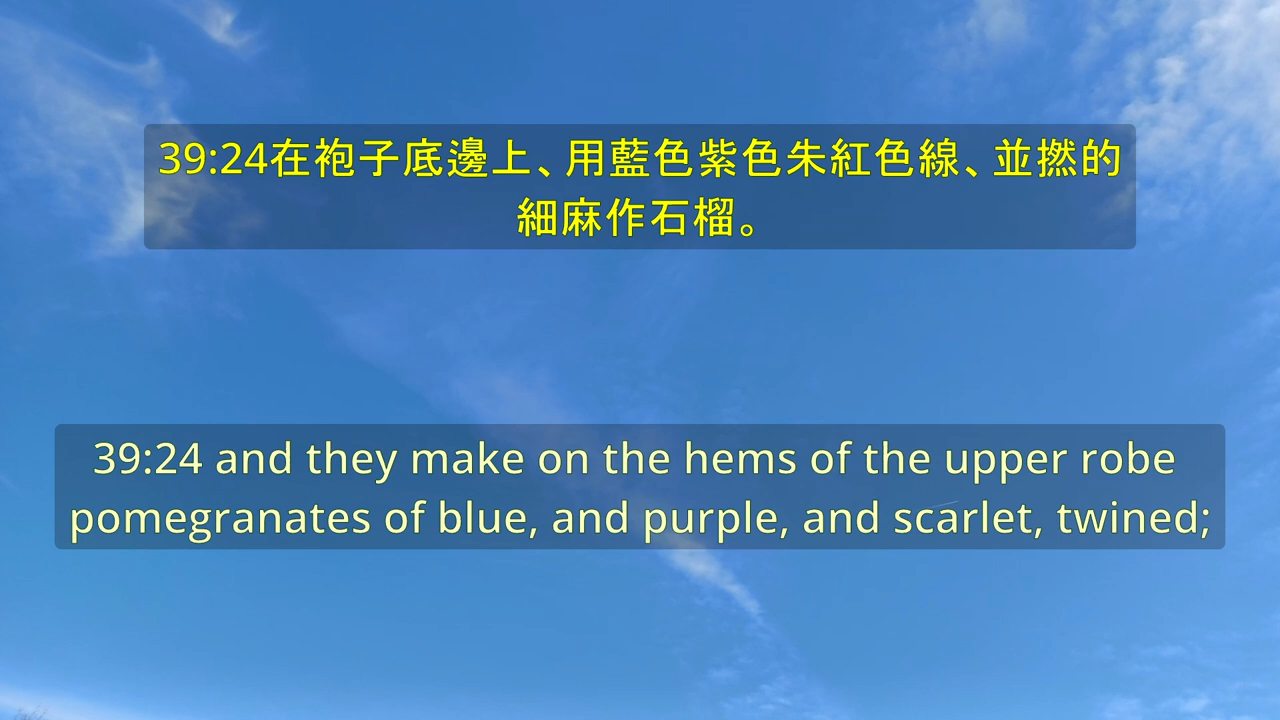 39:24在袍子底邊上、用藍色紫色朱紅色線、並撚的
細麻作石榴。
39:24 and they make on the hems of the upper robe
pomegranates of blue, and purple, and scarlet, twined;